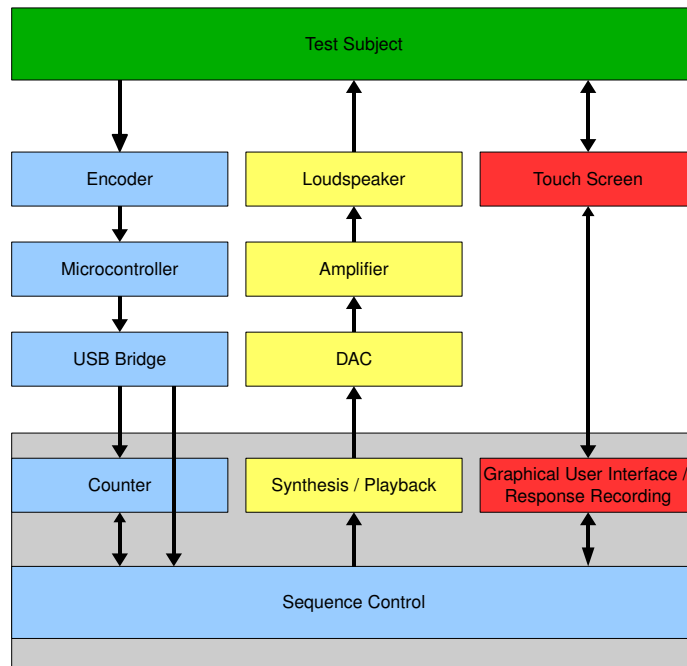 Test Subject
Encoder
Loudspeaker
Touch Screen
Microcontroller
Amplifier
USB Bridge
DAC
Counter
Synthesis / Playback
Graphical User Interface /
Response Recording
Sequence Control